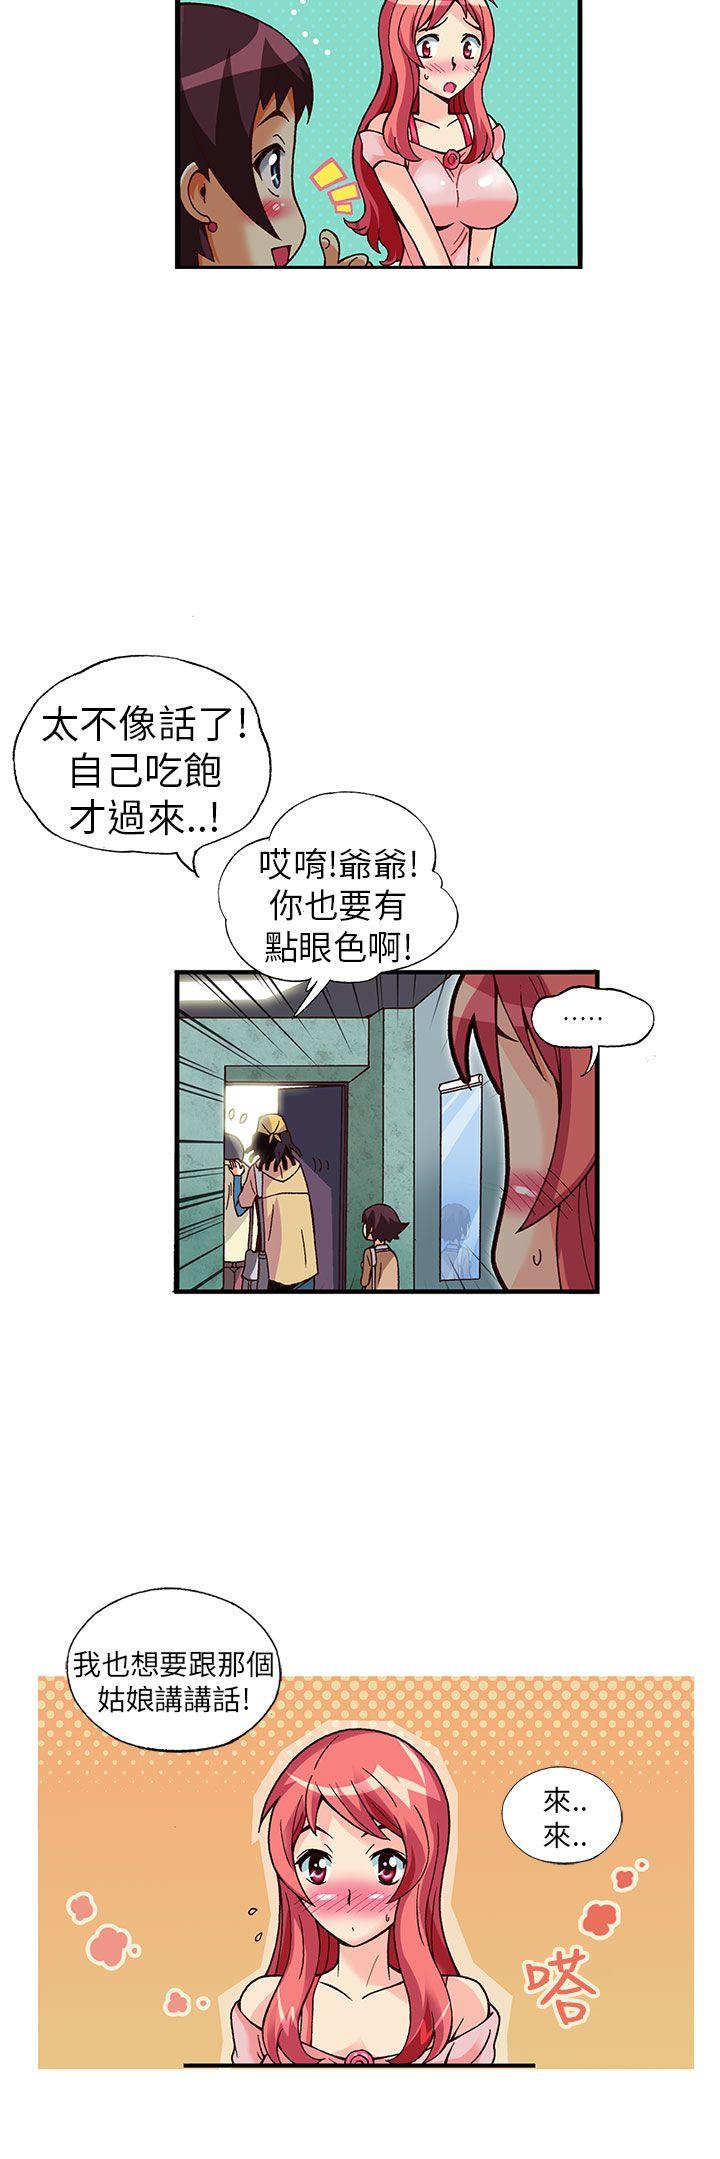 太不像話了!
自己吃飽
才過來..!
哎唷!爺爺!
你也要有
點眼色啊!
.....
我也想要跟那個
姑娘講講話!
來..
來..
嗒